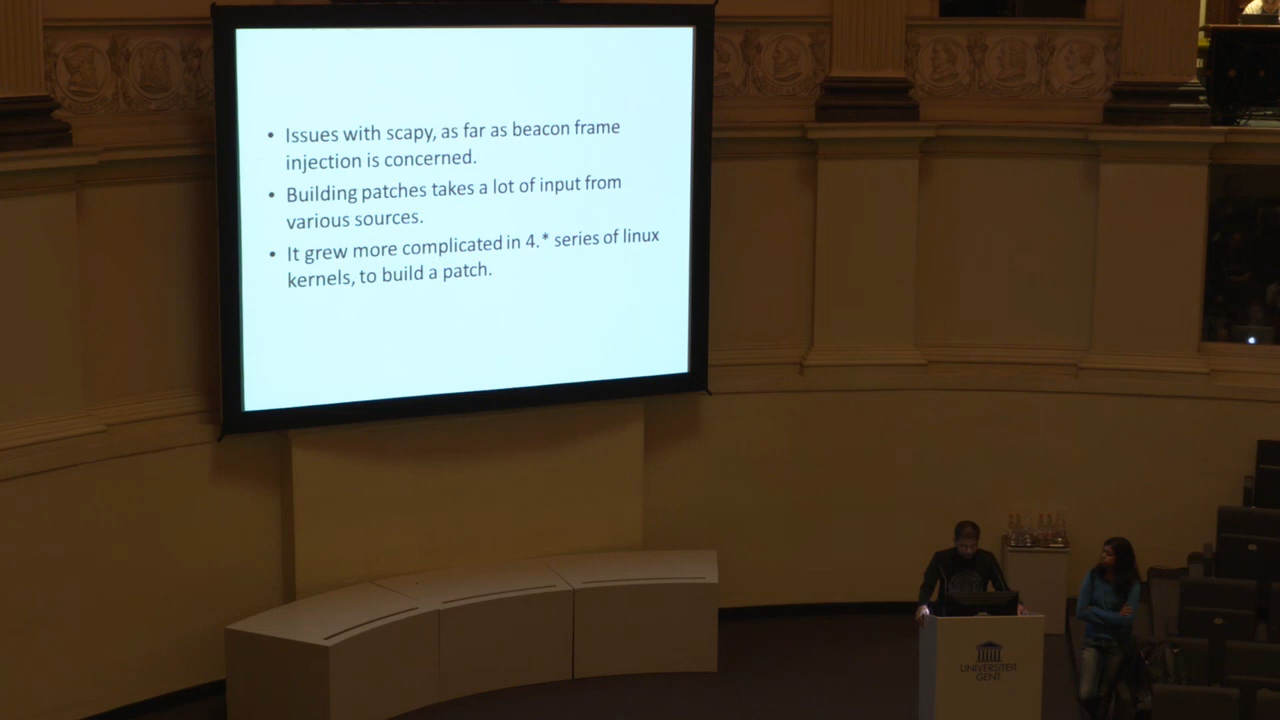 • Issues with scapy, as far as beacon frame
injection is concerned.
• Building patches takes a lot of input from
various sources.
• It grew more complicated in 4.* series of linux
kernels, to build a patch.
UNIVERSITEIT
GENT